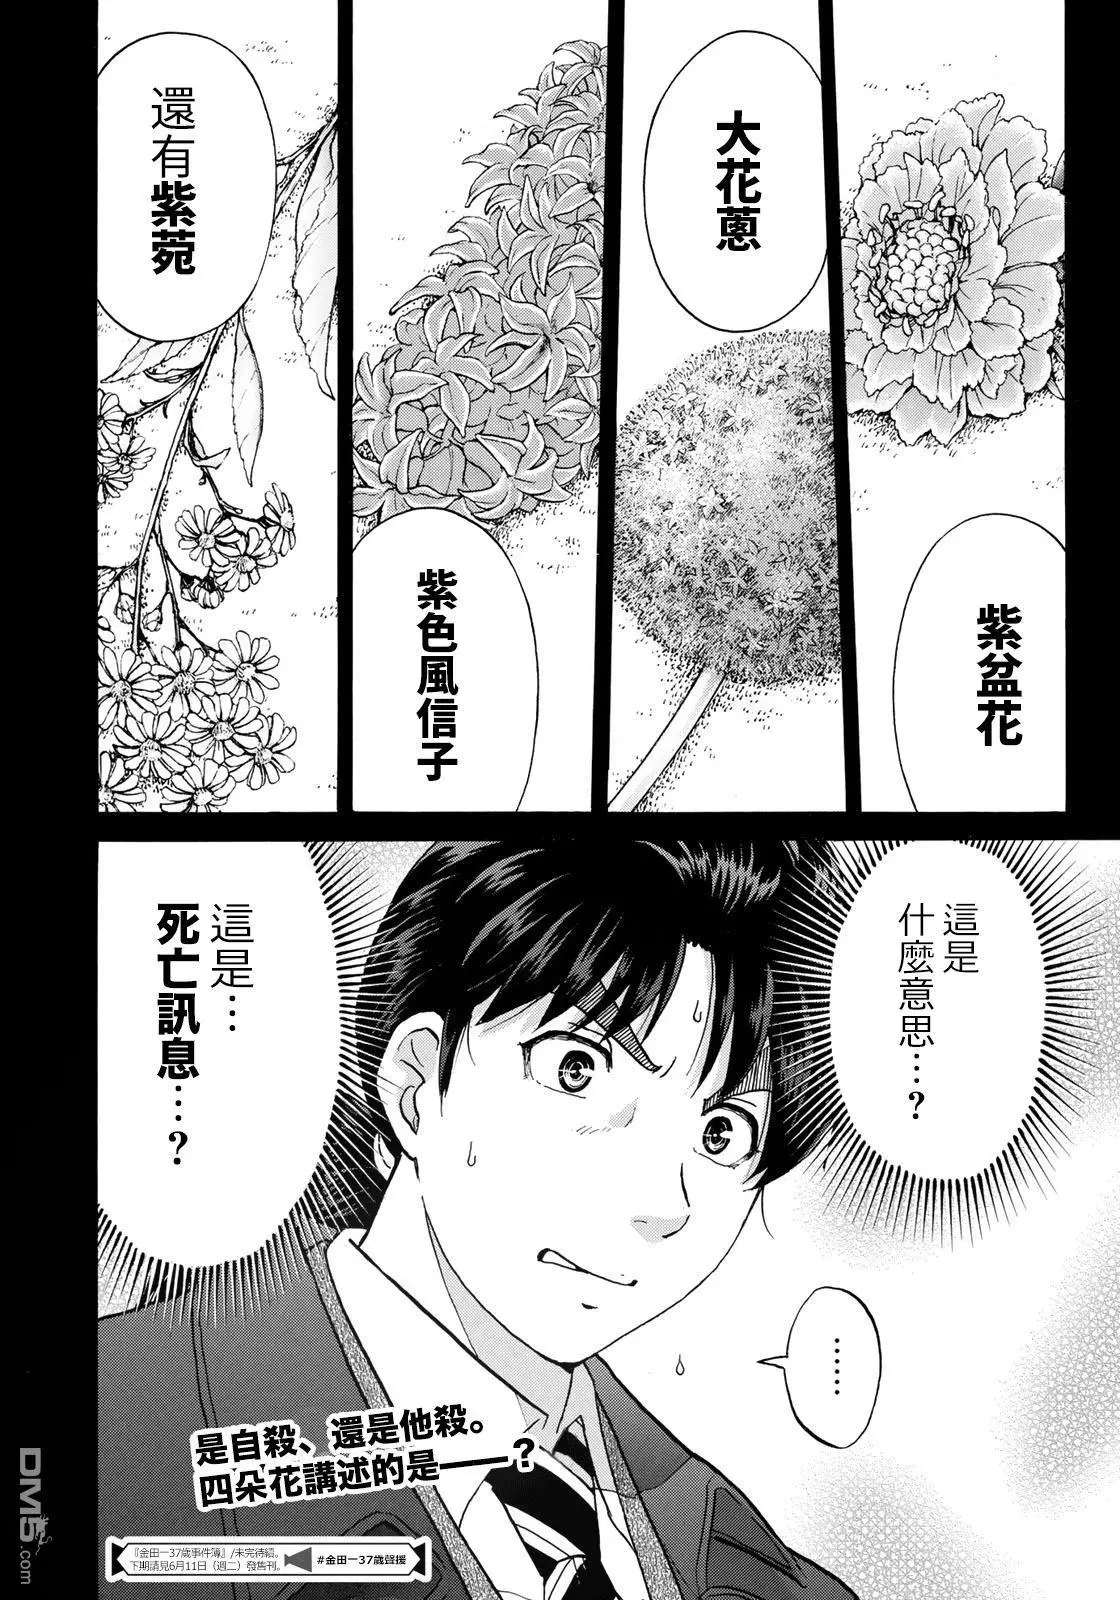 紫盆花
大花蔥
紫色風信子
還有紫菀
這是
什麼意思…?
這是…
死亡訊息…?
……
是自殺、還是他殺。
四朵花講述的是——?
『金田一37歲事件簿』/未完待續。
下期請見6月11日（週二）發售刊。
#金田一37歲聲援
DM5.com